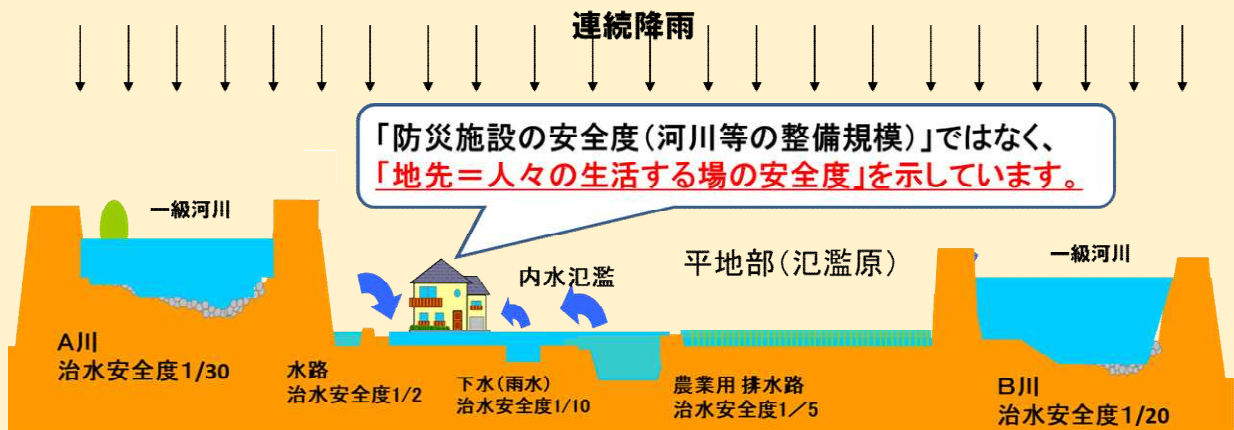 連続降雨
「防災施設の安全度(河川等の整備規模)」ではなく、
「地先=人々の生活する場の安全度」を示しています。
一級河川
内水氾濫
平地部(氾濫原)
一級河川
A川
治水安全度1/30
水路
治水安全度1/2
下水(雨水)
治水安全度1/10
農業用 排水路
治水安全度1/5
B川
治水安全度1/20